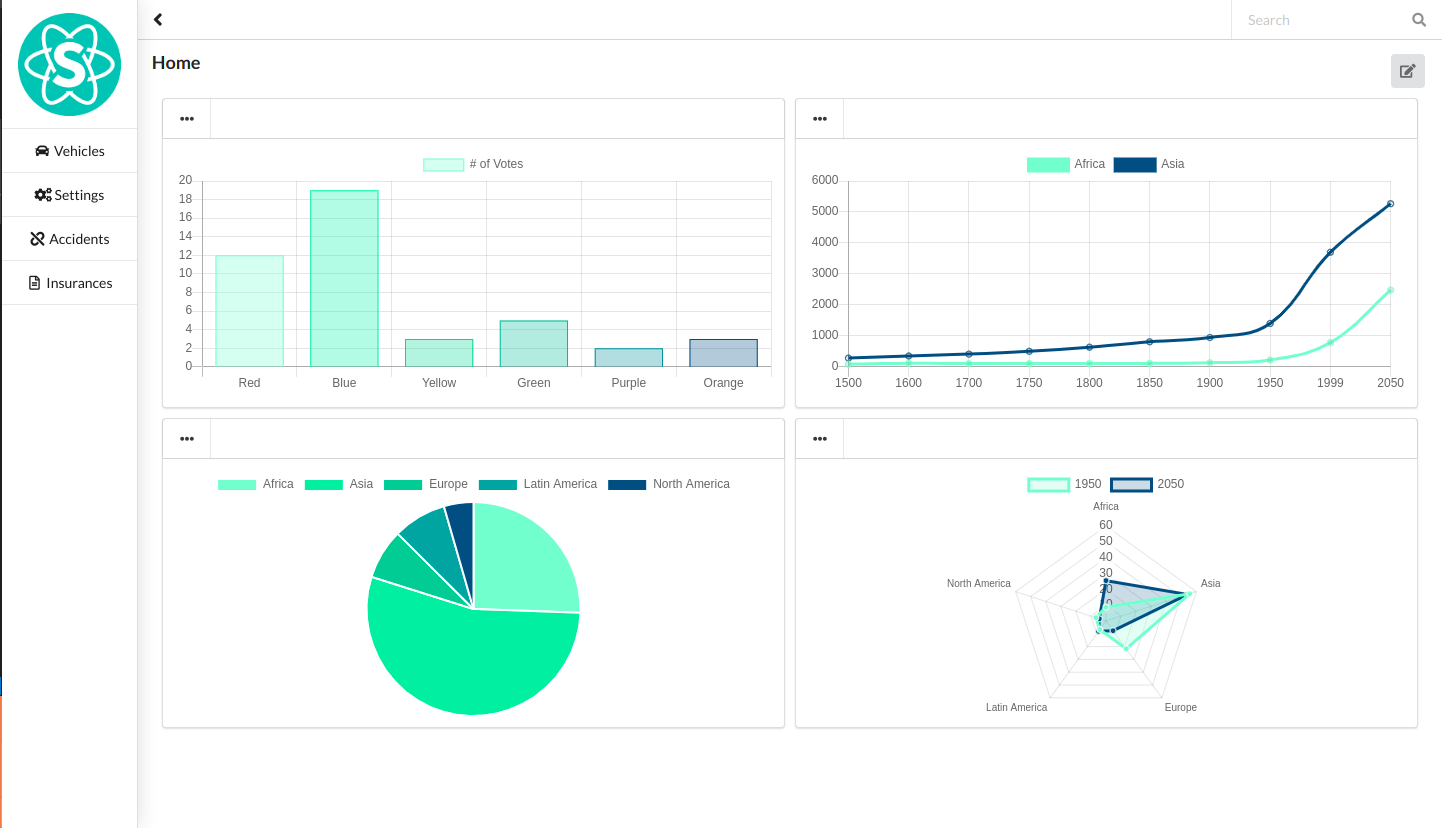 S
Search
Home
Vehicles
Settings
Accidents
Insurances
# of Votes
20
18
16
14
12
10
8
6
4
2
0
Red Blue Yellow Green Purple Orange
Africa Asia
6000
5000
4000
3000
2000
1000
0
1500 1600 1700 1750 1800 1850 1900 1950 1999 2050
Africa Asia Europe Latin America North America
1950 2050
Africa
60
50
40
30
20
North America
Asia
Latin America
Europe